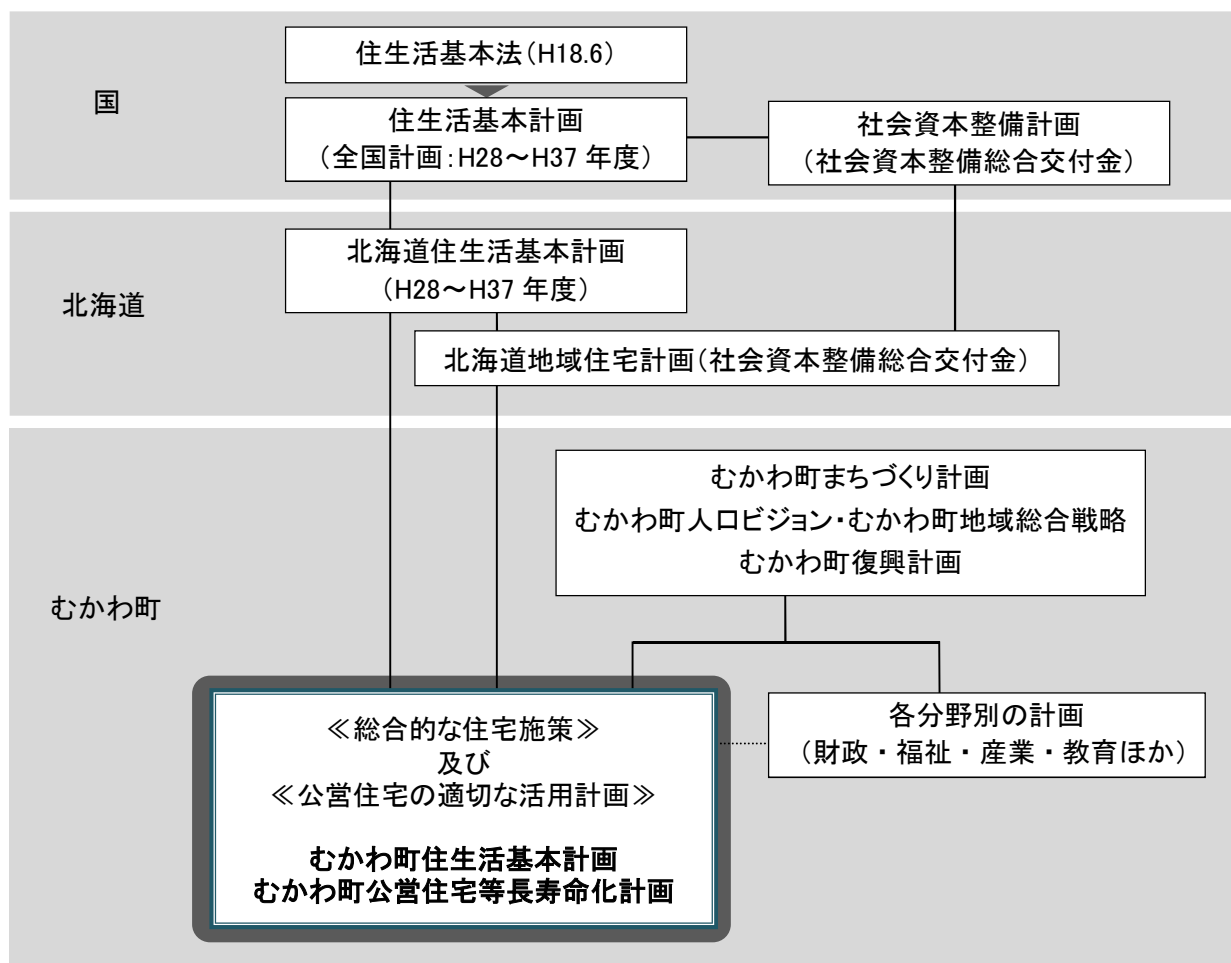 国
住生活基本法(H18.6)
住生活基本計画
(全国計画:H28~H37 年度)
社会資本整備計画
(社会資本整備総合交付金)
北海道
北海道住生活基本計画
(H28~H37 年度)
北海道地域住宅計画(社会資本整備総合交付金)
むかわ町
むかわ町まちづくり計画
むかわ町人口ビジョン・むかわ町地域総合戦略
むかわ町復興計画
≪総合的な住宅施策≫
及び
≪公営住宅の適切な活用計画≫
むかわ町住生活基本計画
むかわ町公営住宅等長寿命化計画
各分野別の計画
(財政・福祉・産業・教育ほか)